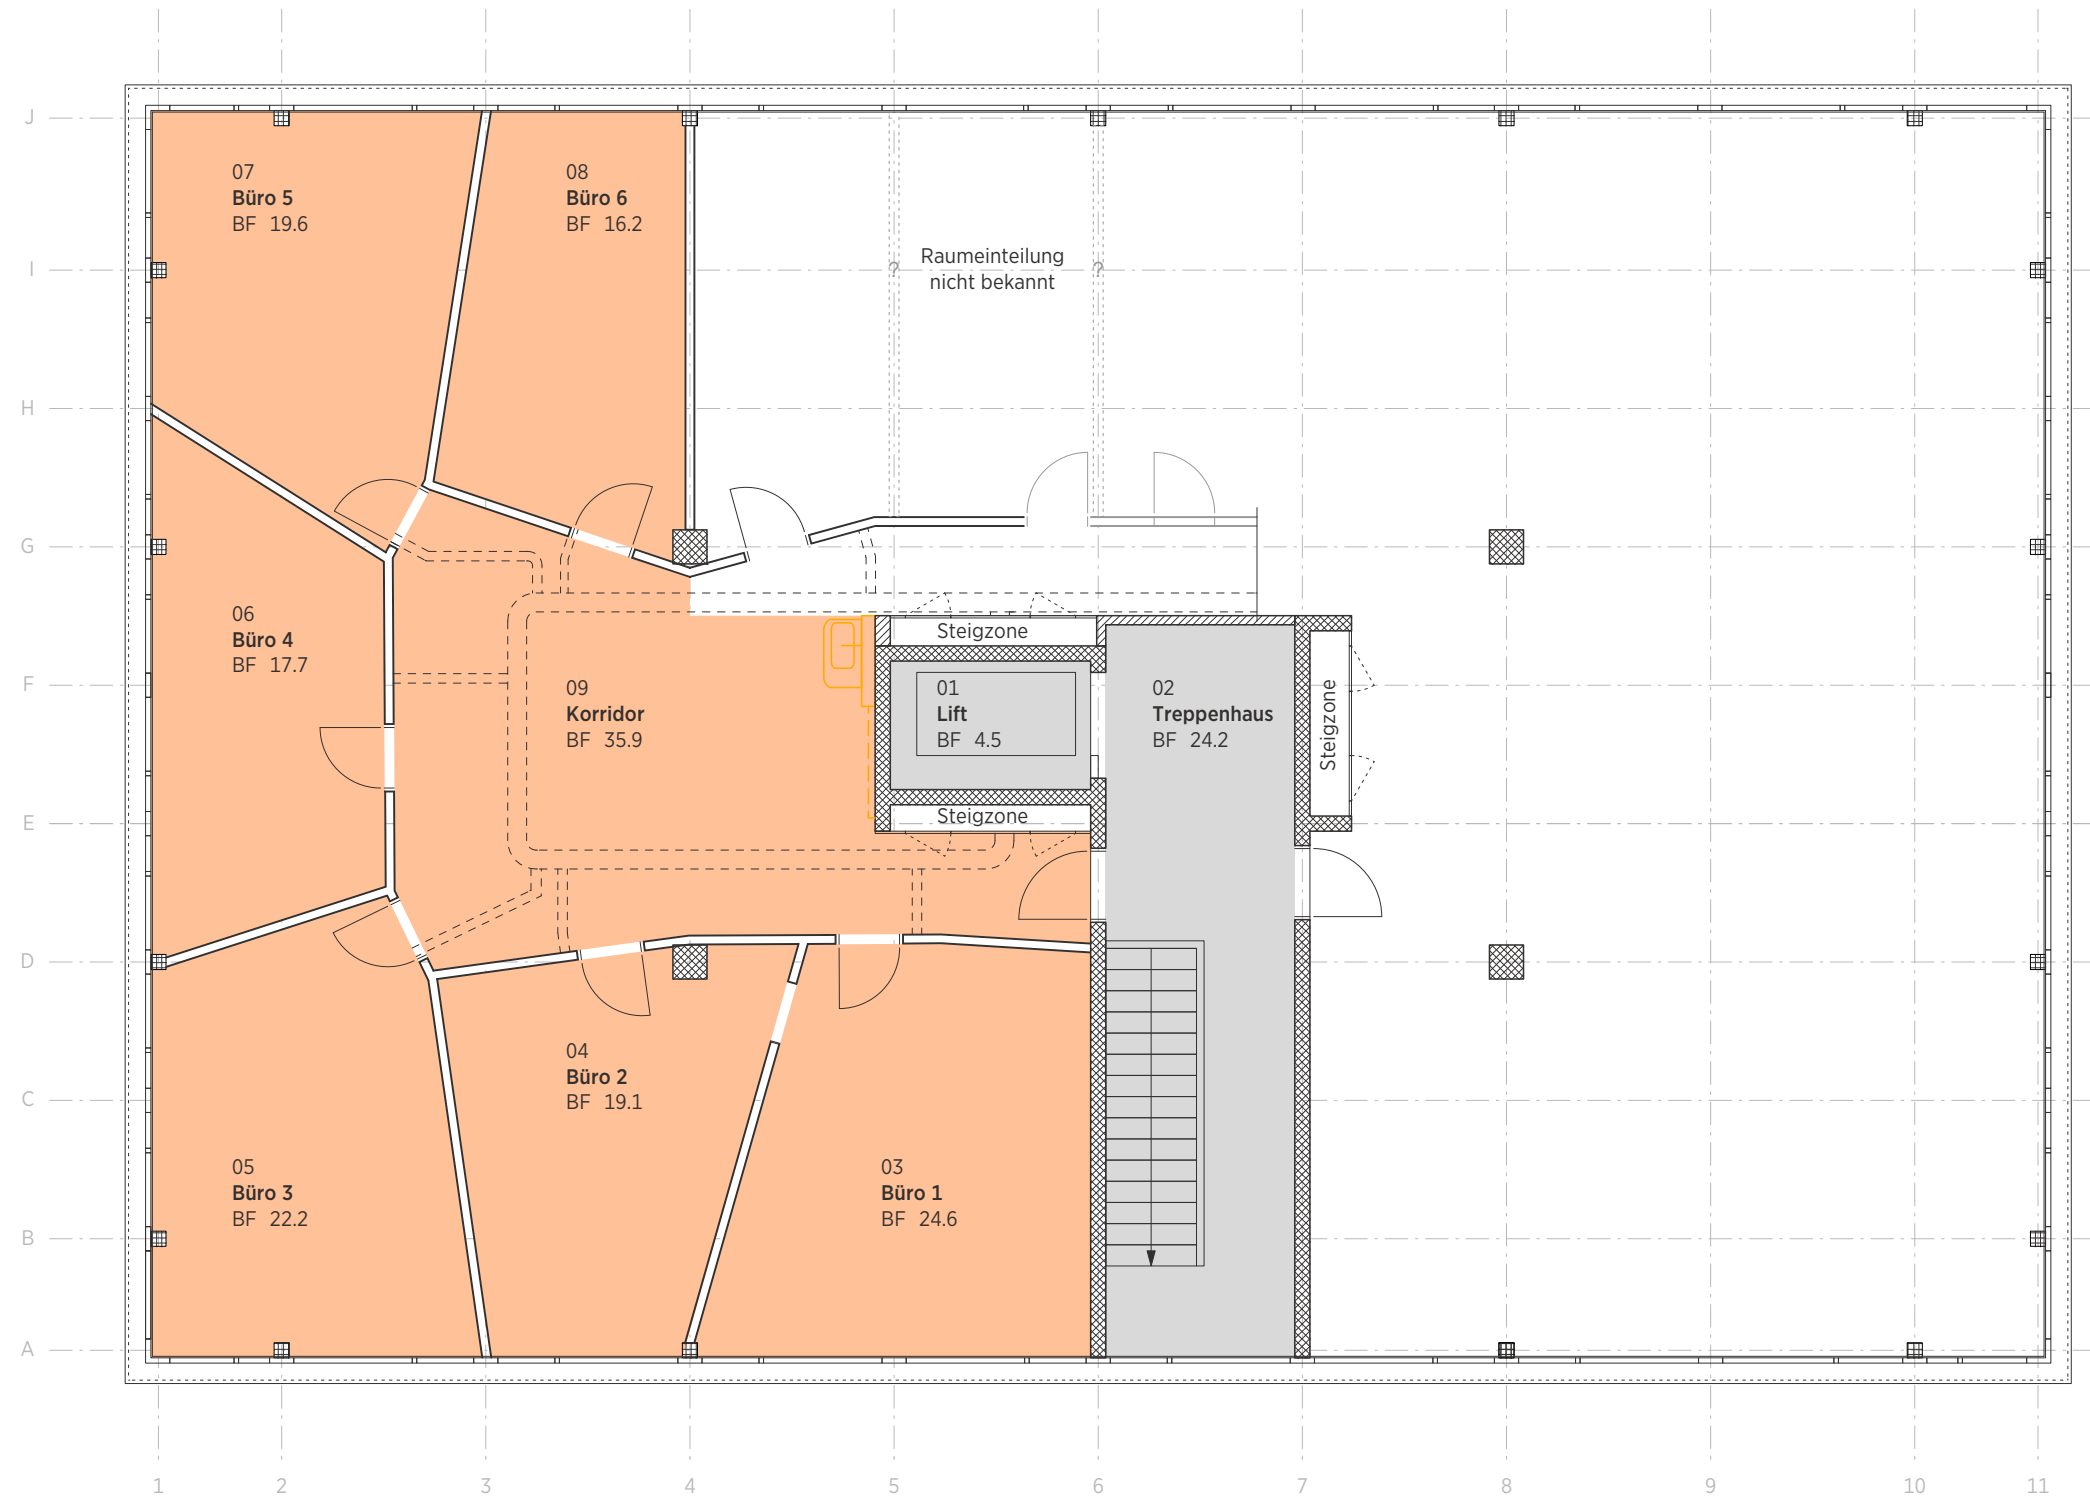 J
07
Büro 5
BF 19.6
08
Büro 6
BF 16.2
I
?
Raumeinteilung
nicht bekannt
?
H
G
06
Büro 4
BF 17.7
Steigzone
F
09
Korridor
BF 35.9
01
Lift
BF 4.5
02
Treppenhaus
BF 24.2
Steigzone
E
Steigzone
D
04
Büro 2
BF 19.1
C
05
Büro 3
BF 22.2
03
Büro 1
BF 24.6
B
A
1 2 3 4 5 6 7 8 9 10 11